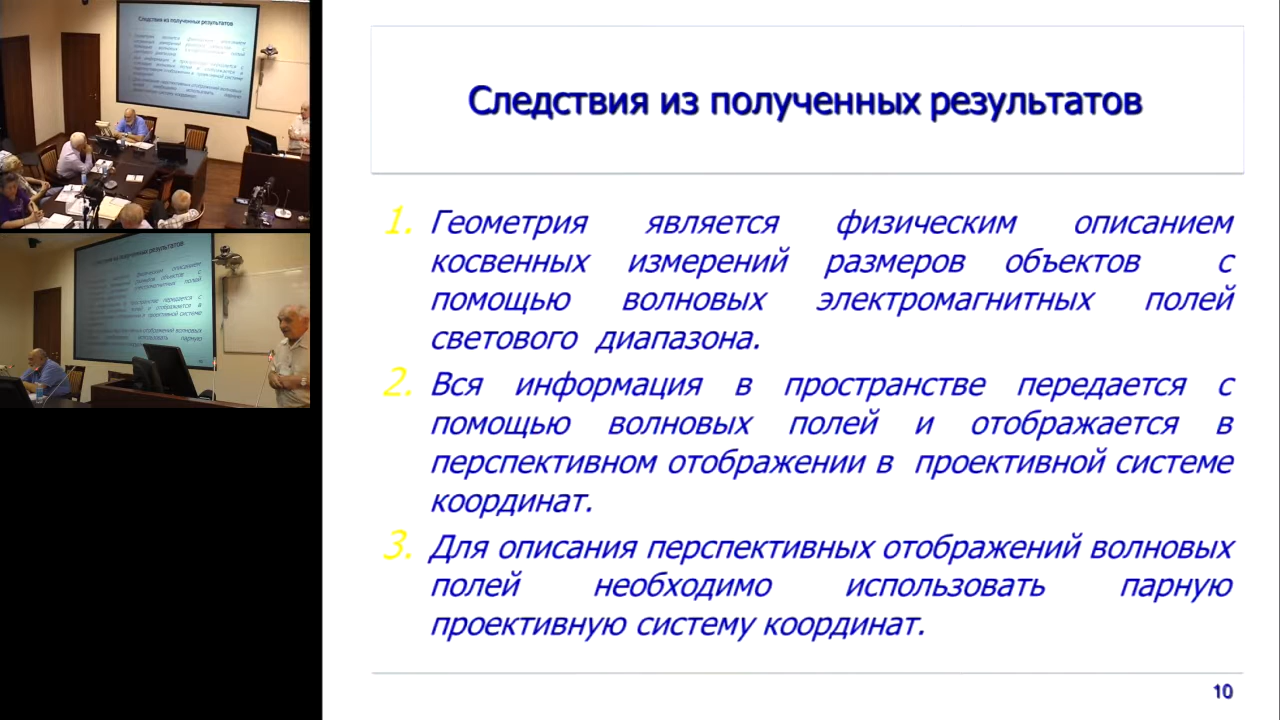 Следствия из полученных результатов
1. Геометрия является физическим описанием
косвенных измерений размеров объектов с
помощью волновых электромагнитных полей
светового диапазона.
2. Вся информация в пространстве передается с
помощью волновых полей и отображается в
перспективном отображении в проективной системе
координат.
3. Для описания перспективных отображений волновых
полей необходимо использовать парную
проективную систему координат.
10